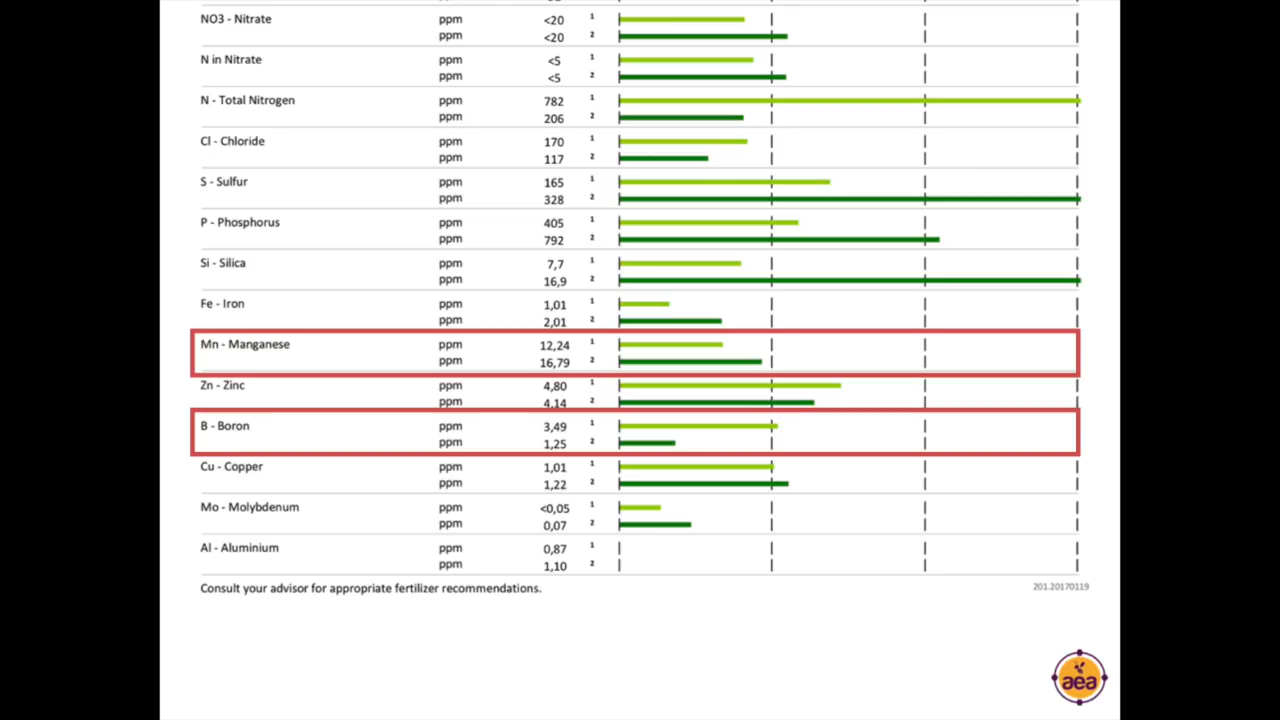 NO3 - Nitrate ppm <20 1
ppm <20 2
N in Nitrate ppm <5 1
ppm <5 2
N - Total Nitrogen ppm 782 1
ppm 206 2
Cl - Chloride ppm 170 1
ppm 117 2
S - Sulfur ppm 165 1
ppm 328 2
P - Phosphorus ppm 405 1
ppm 792 2
Si - Silica ppm 7,7 1
ppm 16,9 2
Fe - Iron ppm 1,01 1
ppm 2,01 2
Mn - Manganese ppm 12,24 1
ppm 16,79 2
Zn - Zinc ppm 4,80 1
ppm 4,14 2
B - Boron ppm 3,49 1
ppm 1,25 2
Cu - Copper ppm 1,01 1
ppm 1,22 2
Mo - Molybdenum ppm <0,05 1
ppm 0,07 2
Al - Aluminium ppm 0,87 1
ppm 1,10 2
Consult your advisor for appropriate fertilizer recommendations. 201.20170119
aea